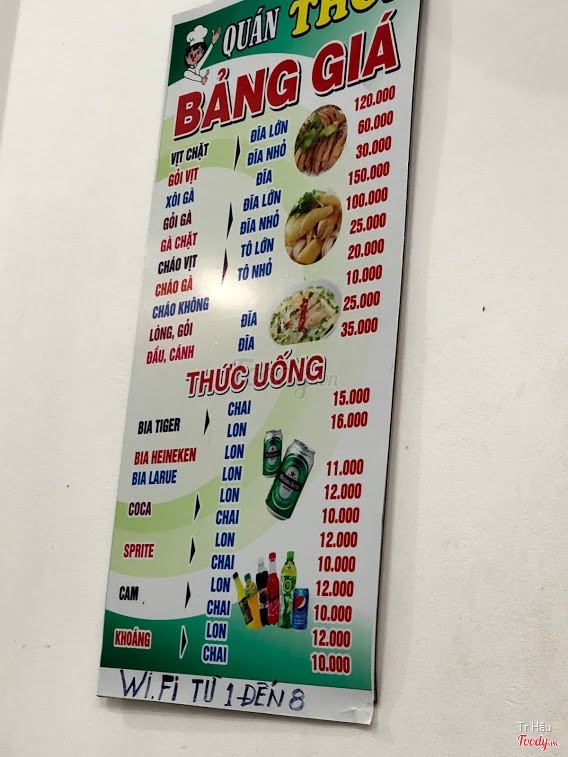 QUÁN
BẢNG GIÁ
VỊT CHẶT ĐĨA LỚN 120.000
GỎI VỊT ĐĨA NHỎ 60.000
XÔI GÀ ĐĨA 30.000
GỎI GÀ ĐĨA LỚN 150.000
GÀ CHẶT ĐĨA NHỎ 100.000
CHÁO VỊT TÔ LỚN 25.000
CHÁO GÀ TÔ NHỎ 20.000
CHÁO KHÔNG 10.000
LÒNG, GỎI ĐĨA 25.000
ĐẦU, CÁNH ĐĨA 35.000
THỨC UỐNG
BIA TIGER CHAI 15.000
LON 16.000
BIA HEINEKEN LON
BIA LARUE LON 11.000
COCA LON 12.000
CHAI 10.000
SPRITE LON 12.000
CHAI 10.000
CAM LON 12.000
CHAI 10.000
KHOÁNG LON 12.000
CHAI 10.000
WI.Fi TỪ 1 ĐẾN 8
Tr Hậu
Foody.vn